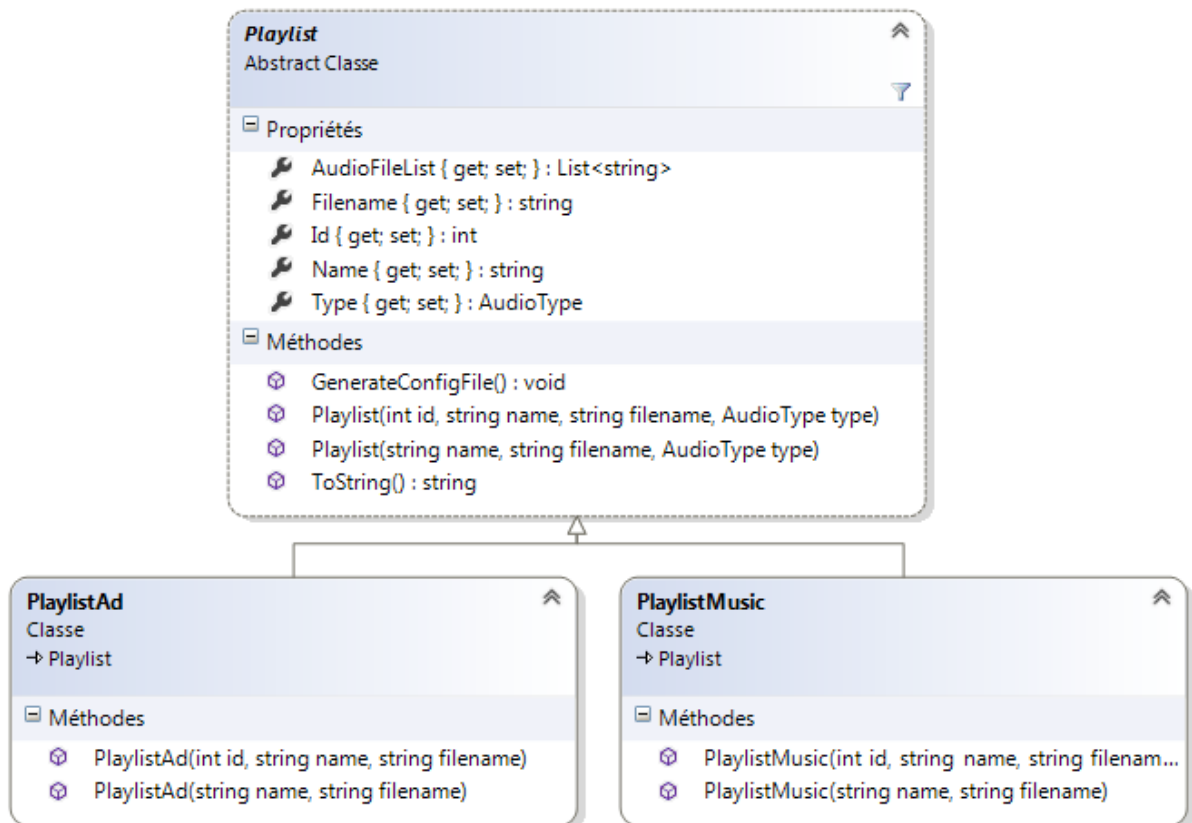 Playlist
Abstract Classe
Propriétés
AudioFileList { get; set; } : List<string>
Filename { get; set; } : string
Id { get; set; } : int
Name { get; set; } : string
Type { get; set; } : AudioType
Méthodes
GenerateConfigFile() : void
Playlist(int id, string name, string filename, AudioType type)
Playlist(string name, string filename, AudioType type)
ToString() : string
PlaylistAd
Classe
Playlist
Méthodes
PlaylistAd(int id, string name, string filename)
PlaylistAd(string name, string filename)
PlaylistMusic
Classe
Playlist
Méthodes
PlaylistMusic(int id, string name, string filenam...
PlaylistMusic(string name, string filename)